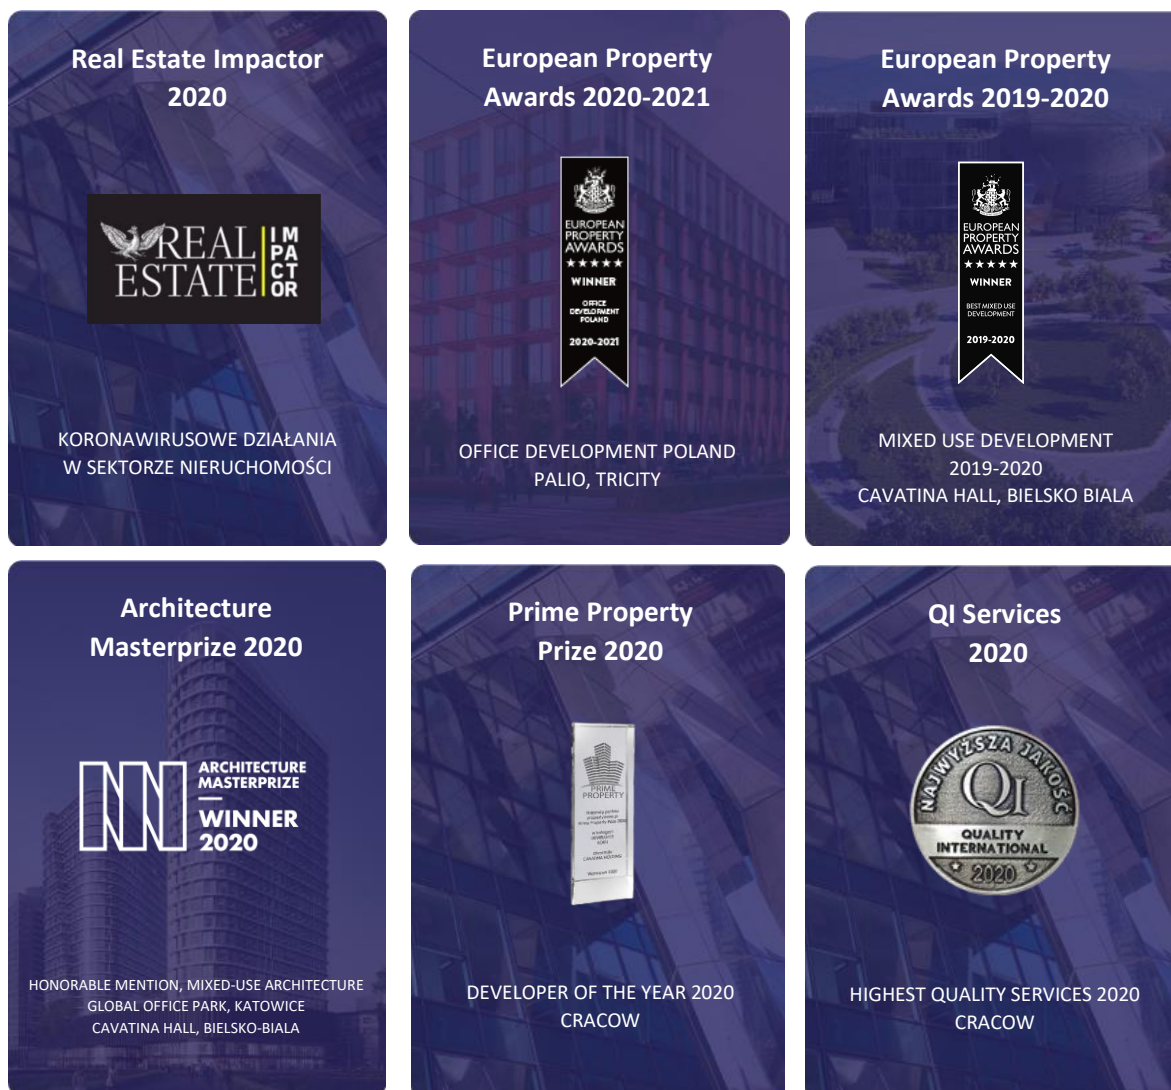 Real Estate Impactor
2020
REAL
ESTATE
IM
PA
CT
OR
KORONAWIRUSOWE DZIAŁANIA
W SEKTORZE NIERUCHOMOŚCI
European Property
Awards 2020-2021
EUROPEAN
PROPERTY
AWARDS
★★★★★
WINNER
OFFICE
DEVELOPMENT
POLAND
2020-2021
OFFICE DEVELOPMENT POLAND
PALIO, TRICITY
European Property
Awards 2019-2020
EUROPEAN
PROPERTY
AWARDS
★★★★★
WINNER
BEST MIXED USE
DEVELOPMENT
2019-2020
MIXED USE DEVELOPMENT
2019-2020
CAVATINA HALL, BIELSKO BIALA
Architecture
Masterprize 2020
ARCHITECTURE
MASTERPRIZE
WINNER
2020
HONORABLE MENTION, MIXED-USE ARCHITECTURE
GLOBAL OFFICE PARK, KATOWICE
CAVATINA HALL, BIELSKO-BIALA
Prime Property
Prize 2020
PRIME
PROPERTY
CAVATINA HOLDING
DEVELOPER OF THE YEAR 2020
CRACOW
QI Services
2020
NAJWYŻSZA JAKOŚĆ
QI
QUALITY
INTERNATIONAL
2020
HIGHEST QUALITY SERVICES 2020
CRACOW